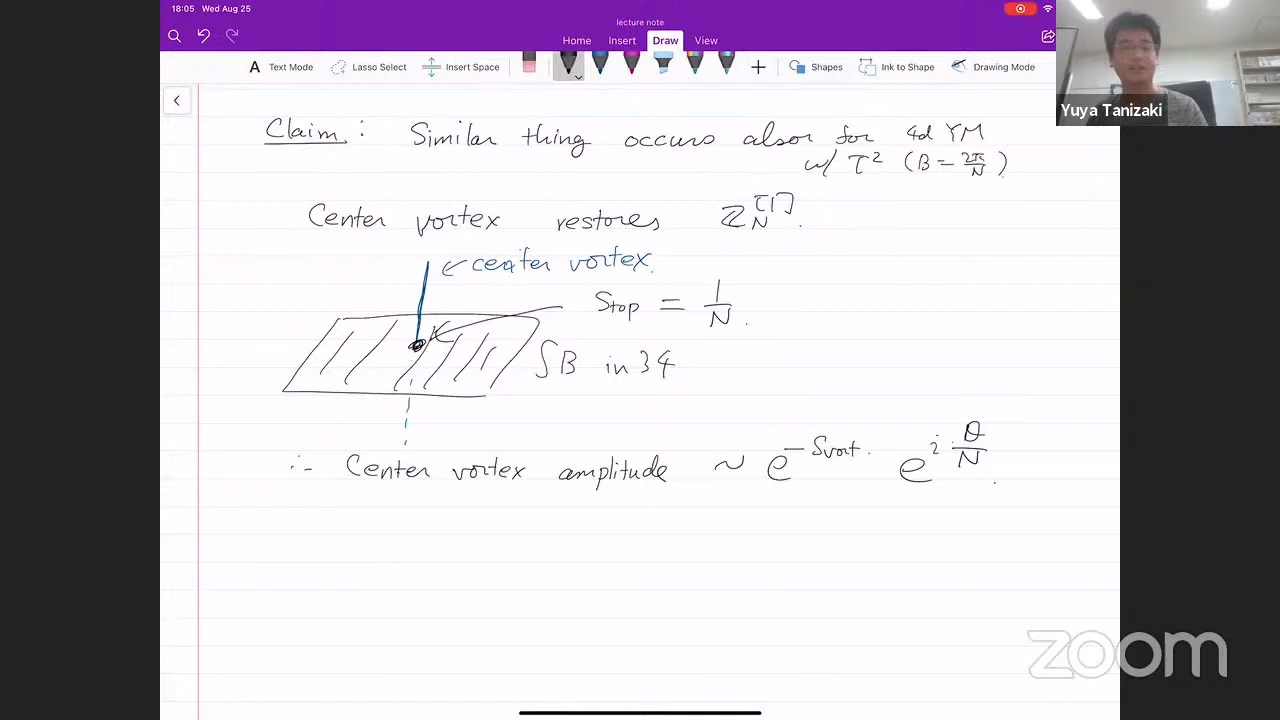 18:05 Wed Aug 25
lecture note
Home Insert Draw View
A Text Mode Lasso Select Insert Space Shapes Ink to Shape Drawing Mode
Yuya Tanizaki
Claim : Similar thing occurs also for 4d YM
w/ T² (B = 2π/N)
Center vortex restores ℤ_N^[1].
← center vortex.
Stop = 1/N.
∫B in 34
∴ Center vortex amplitude ~ e^{-Svort.} e^{i θ/N}.
zoom